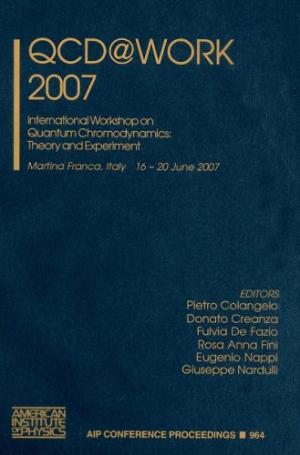 QCD@WORK
2007
International Workshop on
Quantum Chromodynamics:
Theory and Experiment
Martina Franca, Italy 16 – 20 June 2007
EDITORS
Pietro Colangelo
Donato Creanza
Fulvia De Fazio
Rosa Anna Fini
Eugenio Nappi
Giuseppe Nardulli
AMERICAN
INSTITUTE
OF PHYSICS
AIP CONFERENCE PROCEEDINGS ■ 964